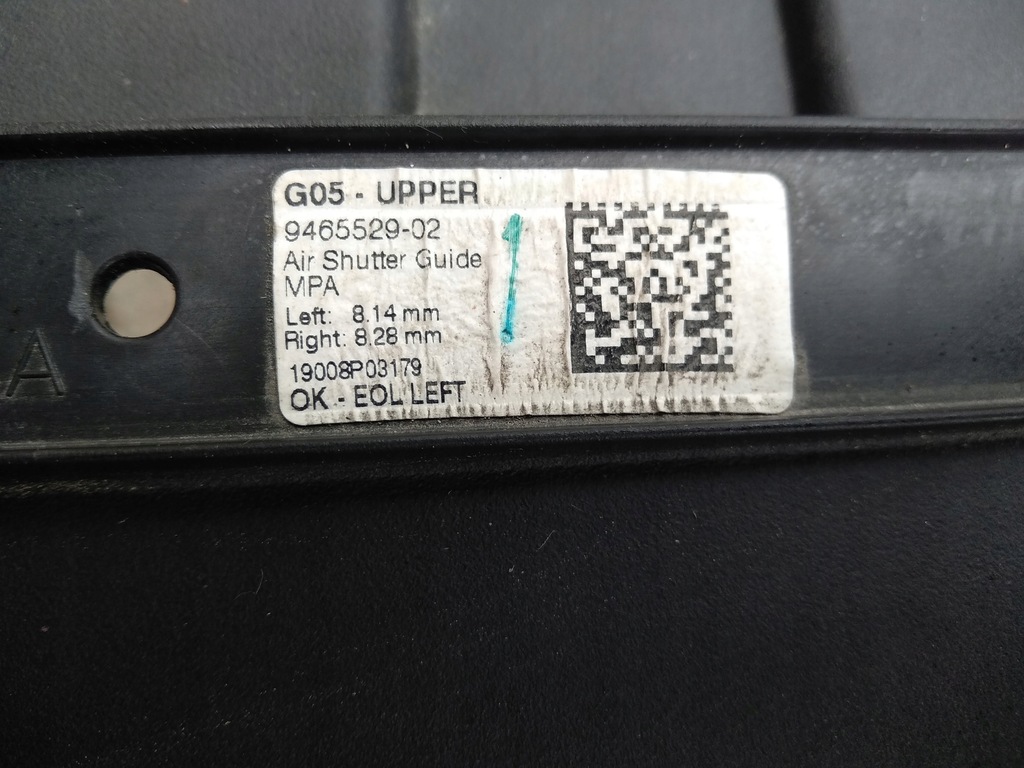 G05 - UPPER
9465529-02
Air Shutter Guide
MPA
Left: 8.14 mm
Right: 8.28 mm
19008P03179
OK - EOL LEFT
A